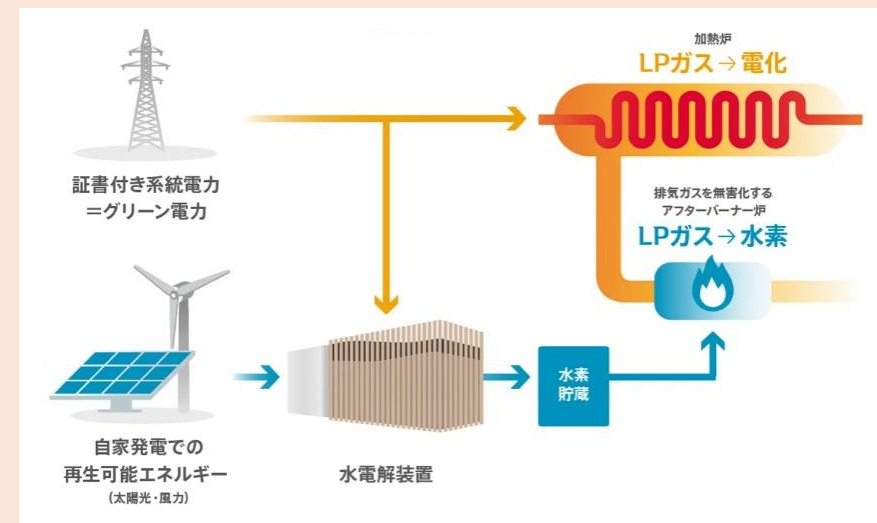 加熱炉
LPガス→電化
証書付き系統電力
＝グリーン電力
排気ガスを無害化する
アフターバーナー炉
LPガス→水素
水素
貯蔵
自家発電での
再生可能エネルギー
(太陽光・風力)
水電解装置